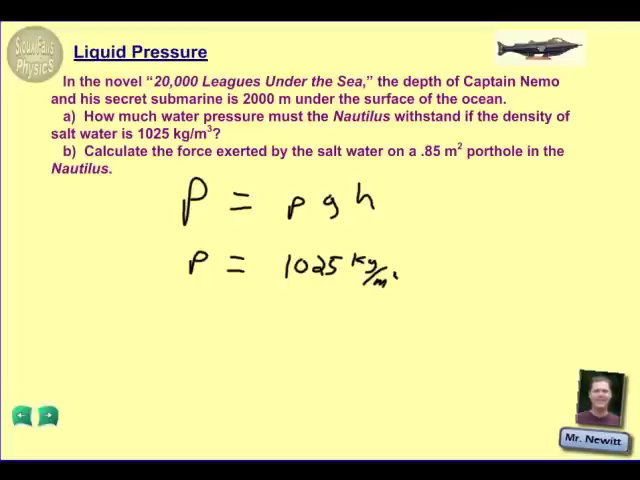 Sioux Falls
Physics
Liquid Pressure
In the novel “20,000 Leagues Under the Sea,” the depth of Captain Nemo
and his secret submarine is 2000 m under the surface of the ocean.
a) How much water pressure must the Nautilus withstand if the density of
salt water is 1025 kg/m³?
b) Calculate the force exerted by the salt water on a .85 m² porthole in the
Nautilus.
P = ρ g h
P = 1025 kg/m
Mr. Newitt